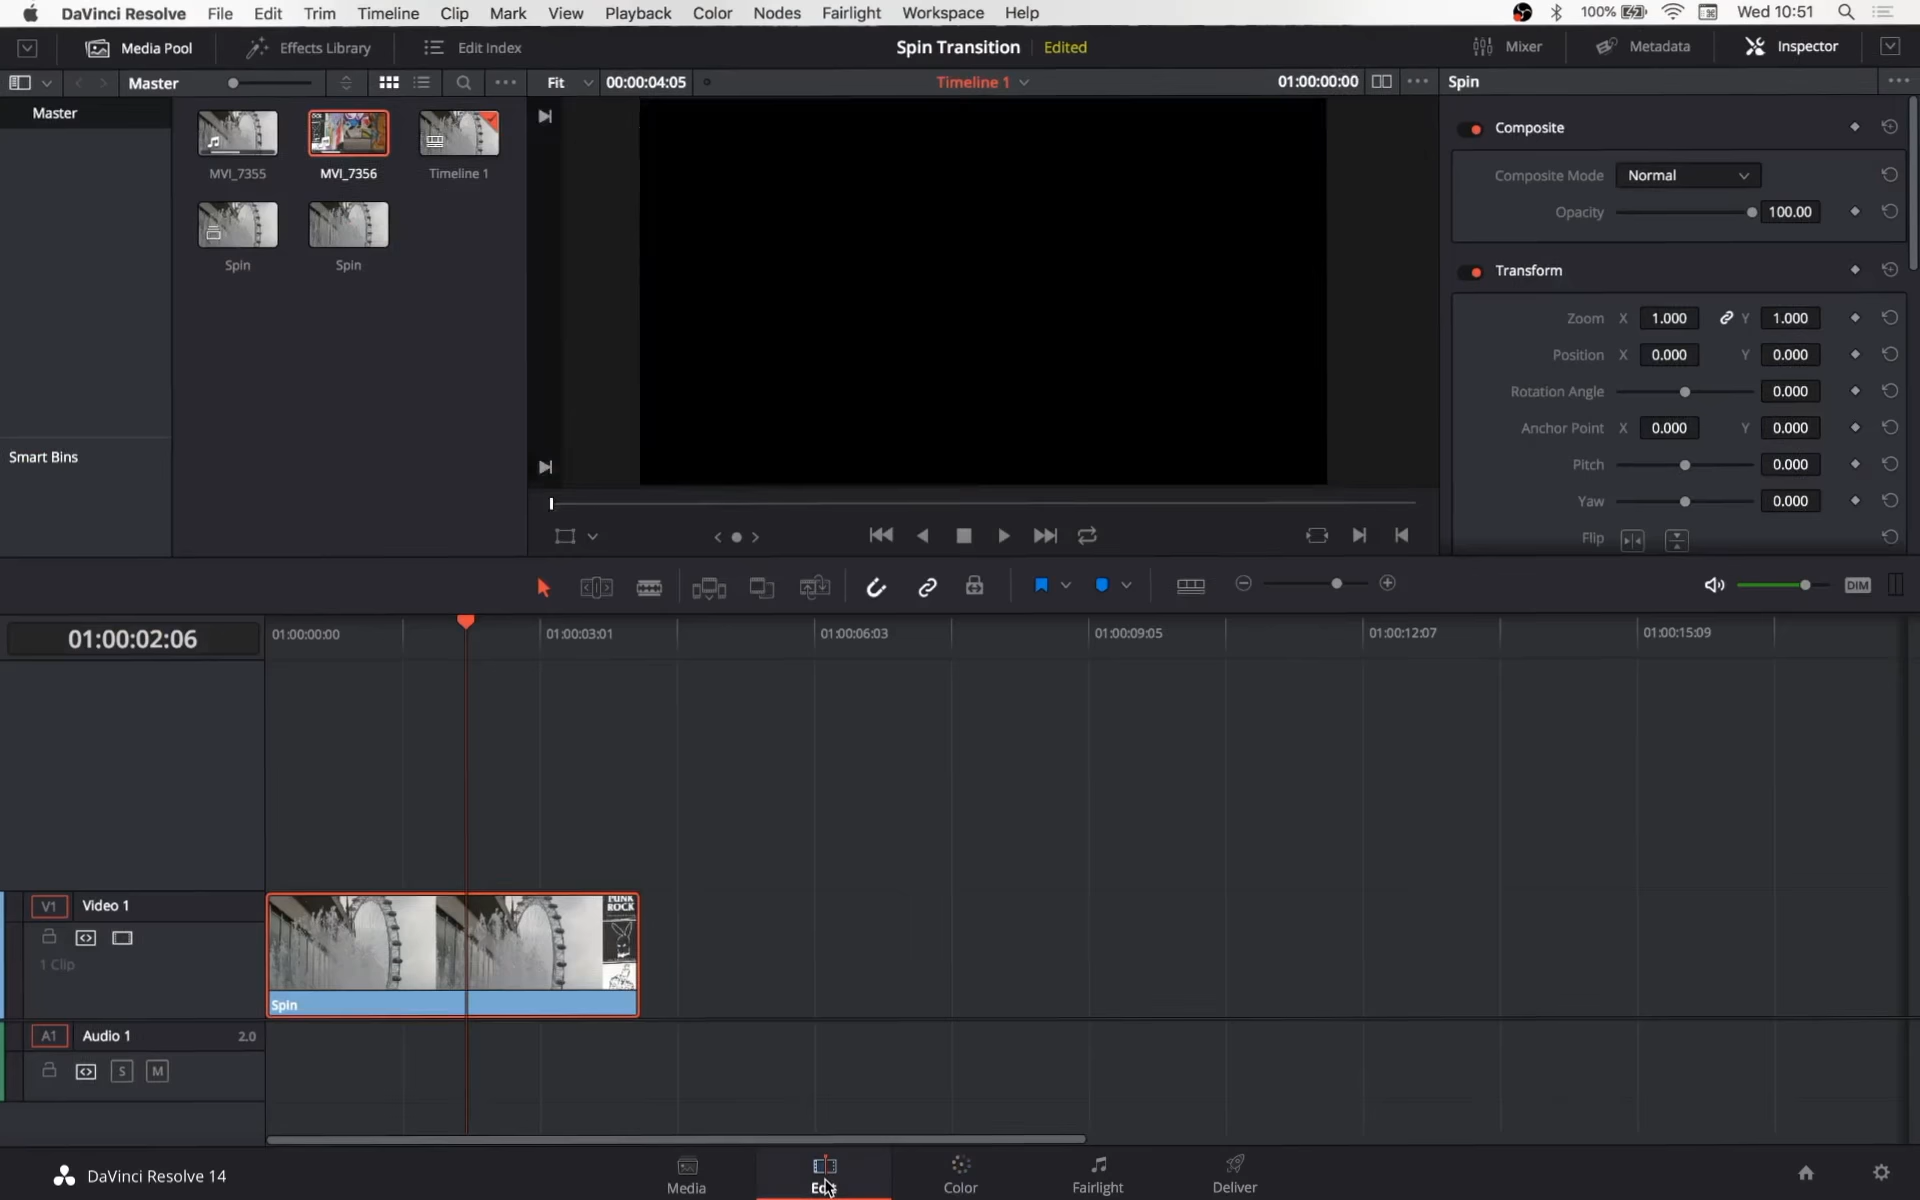 DaVinci Resolve File Edit Trim Timeline Clip Mark View Playback Color Nodes Fairlight Workspace Help 100% Wed 10:51
Media Pool Effects Library Edit Index Spin Transition Edited Mixer Metadata Inspector
Master Fit 00:00:04:05 Timeline 1 01:00:00:00 Spin
Master
MVI_7355 MVI_7356 Timeline 1
Spin Spin
Smart Bins
Composite
Composite Mode Normal
Opacity 100.00
Transform
Zoom X 1.000 Y 1.000
Position X 0.000 Y 0.000
Rotation Angle 0.000
Anchor Point X 0.000 Y 0.000
Pitch 0.000
Yaw 0.000
Flip
DIM
01:00:02:06 01:00:00:00 01:00:03:01 01:00:06:03 01:00:09:05 01:00:12:07 01:00:15:09
V1 Video 1
1 Clip
PUNK
ROCK
Spin
A1 Audio 1 2.0
S M
DaVinci Resolve 14
Media Edit Color Fairlight Deliver